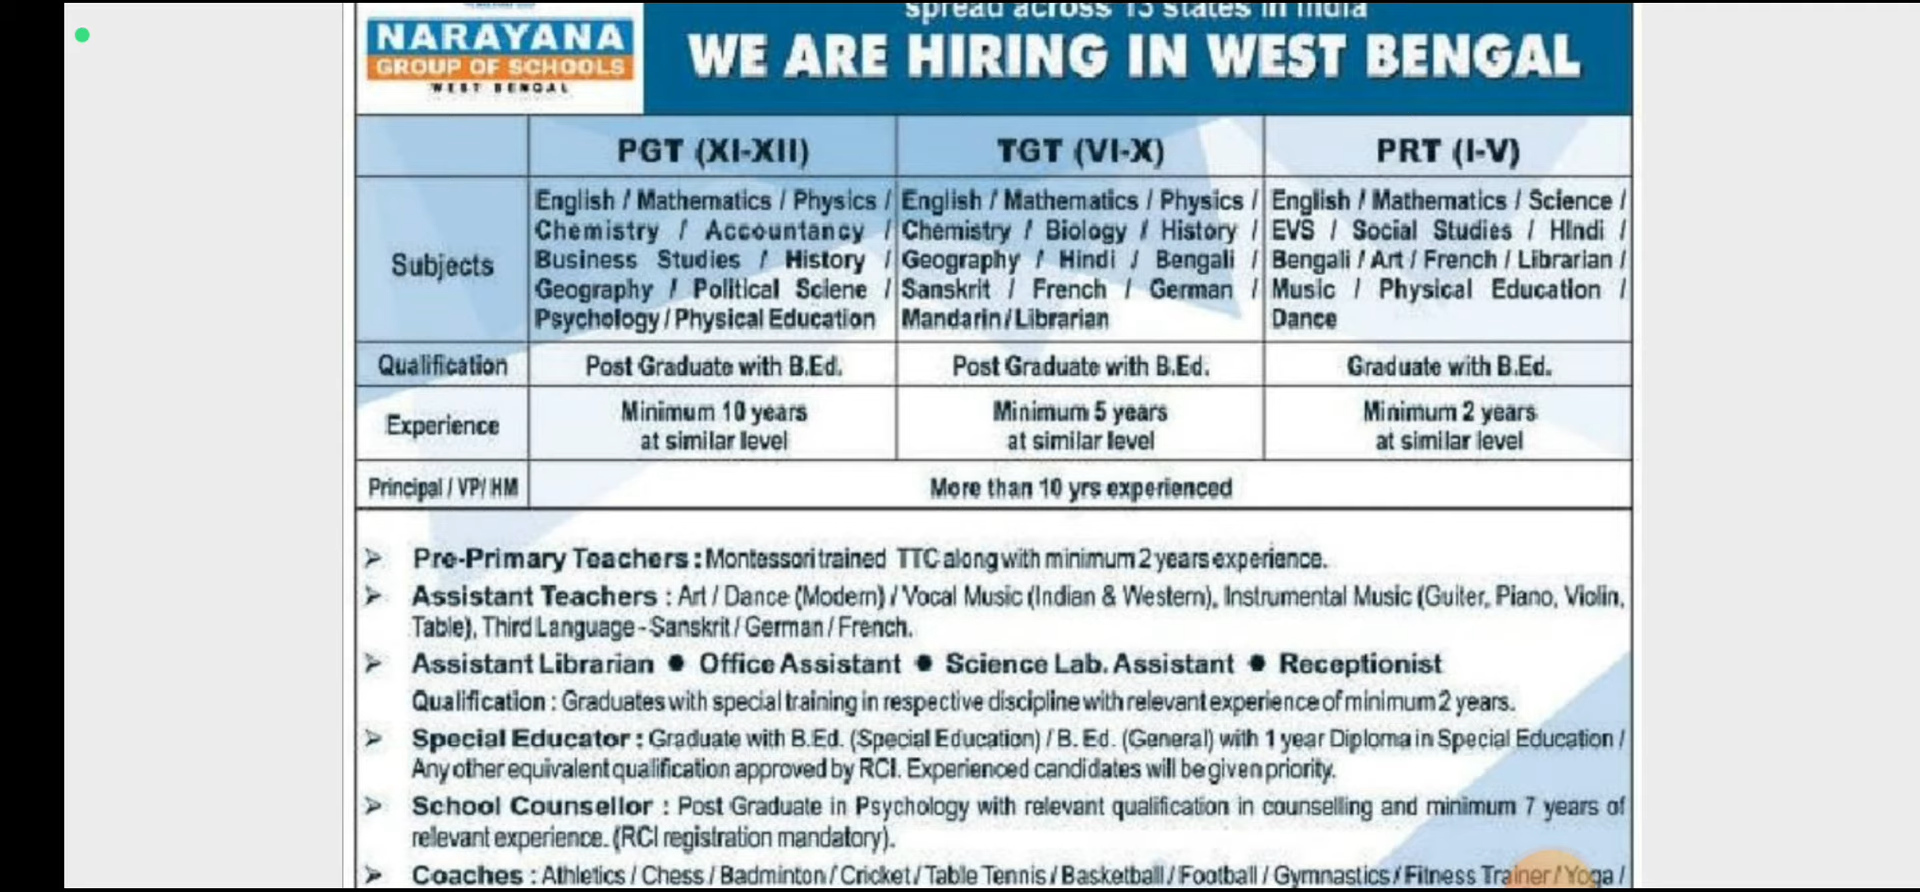 spread across 13 states in India
NARAYANA
GROUP OF SCHOOLS
WEST BENGAL
WE ARE HIRING IN WEST BENGAL
PGT (XI-XII) TGT (VI-X) PRT (I-V)
Subjects
English / Mathematics / Physics /
Chemistry / Accountancy /
Business Studies / History /
Geography / Political Sciene /
Psychology / Physical Education
English / Mathematics / Physics /
Chemistry / Biology / History /
Geography / Hindi / Bengali /
Sanskrit / French / German /
Mandarin / Librarian
English / Mathematics / Science /
EVS / Social Studies / HIndi /
Bengali / Art / French / Librarian /
Music / Physical Education /
Dance
Qualification Post Graduate with B.Ed. Post Graduate with B.Ed. Graduate with B.Ed.
Experience
Minimum 10 years
at similar level
Minimum 5 years
at similar level
Minimum 2 years
at similar level
Principal / VP/ HM More than 10 yrs experienced
➢ Pre-Primary Teachers : Montessori trained TTC along with minimum 2 years experience.
➢ Assistant Teachers : Art / Dance (Modern) / Vocal Music (Indian & Western), Instrumental Music (Guiter, Piano, Violin,
Table), Third Language - Sanskrit / German / French.
➢ Assistant Librarian ● Office Assistant ● Science Lab. Assistant ● Receptionist
Qualification : Graduates with special training in respective discipline with relevant experience of minimum 2 years.
➢ Special Educator : Graduate with B.Ed. (Special Education) / B. Ed. (General) with 1 year Diploma in Special Education /
Any other equivalent qualification approved by RCI. Experienced candidates will be given priority.
➢ School Counsellor : Post Graduate in Psychology with relevant qualification in counselling and minimum 7 years of
relevant experience. (RCI registration mandatory).
➢ Coaches : Athletics / Chess / Badminton / Cricket / Table Tennis / Basketball / Football / Gymnastics / Fitness Trainer / Yoga /